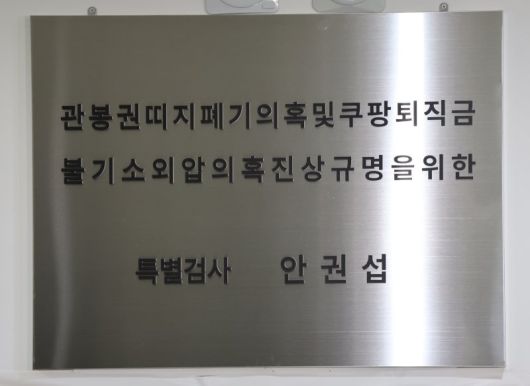 관봉권띠지폐기의혹및쿠팡퇴직금
불기소외압의혹진상규명을위한
특별검사 안권섭